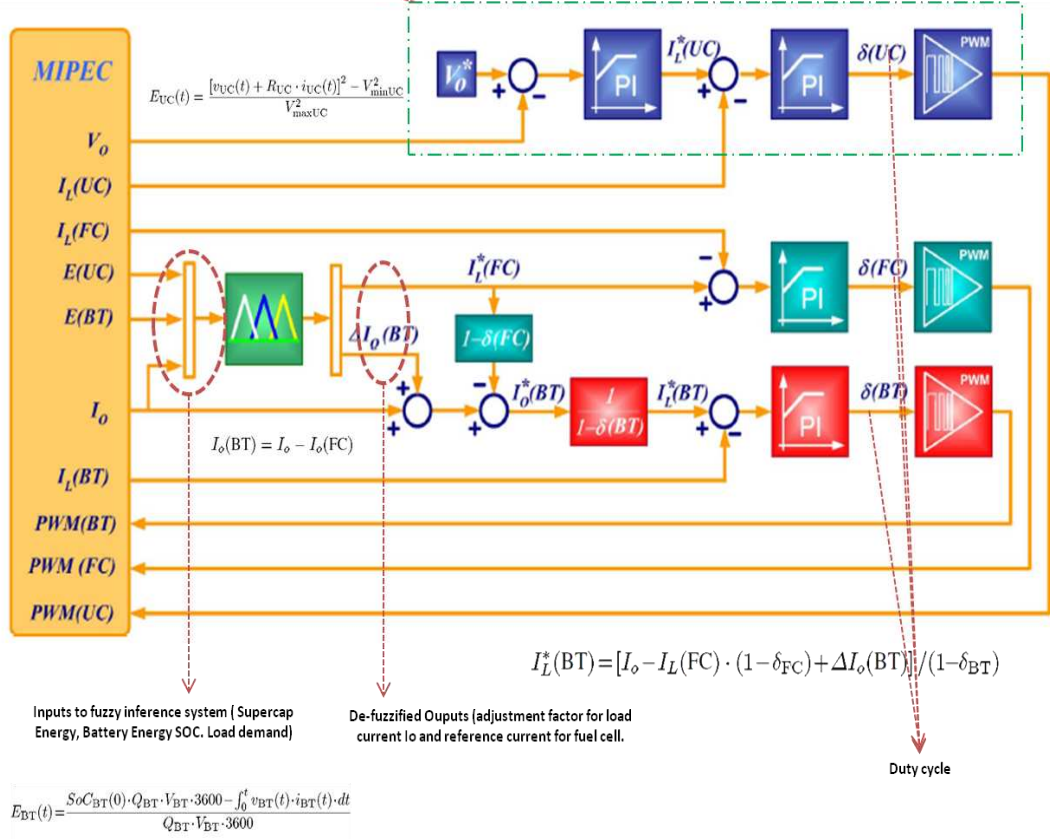 MIPEC
V_O
I_L(UC)
I_L(FC)
E(UC)
E(BT)
I_O
I_L(BT)
PWM(BT)
PWM (FC)
PWM(UC)
E_UC(t) = [v_UC(t) + R_UC · i_UC(t)]² − V²_minUC / V²_maxUC
V_O*
+
-
PI
I_L*(UC)
+
-
PI
δ(UC)
PWM
I_L*(FC)
-
+
PI
δ(FC)
PWM
ΔI_O(BT)
1-δ(FC)
+
+
-
+
I_O*(BT)
1
1-δ(BT)
I_L*(BT)
+
-
PI
δ(BT)
PWM
I_o(BT) = I_o − I_o(FC)
I_L*(BT)=[I_o−I_L(FC)·(1−δ_FC)+ΔI_o(BT)]/(1−δ_BT)
Inputs to fuzzy inference system ( Supercap
Energy, Battery Energy SOC. Load demand)
De-fuzzified Ouputs (adjustment factor for load
current Io and reference current for fuel cell.
Duty cycle
E_BT(t)= SoC_BT(0)·Q_BT·V_BT·3600−∫₀ᵗ v_BT(t)·i_BT(t)·dt / Q_BT·V_BT·3600